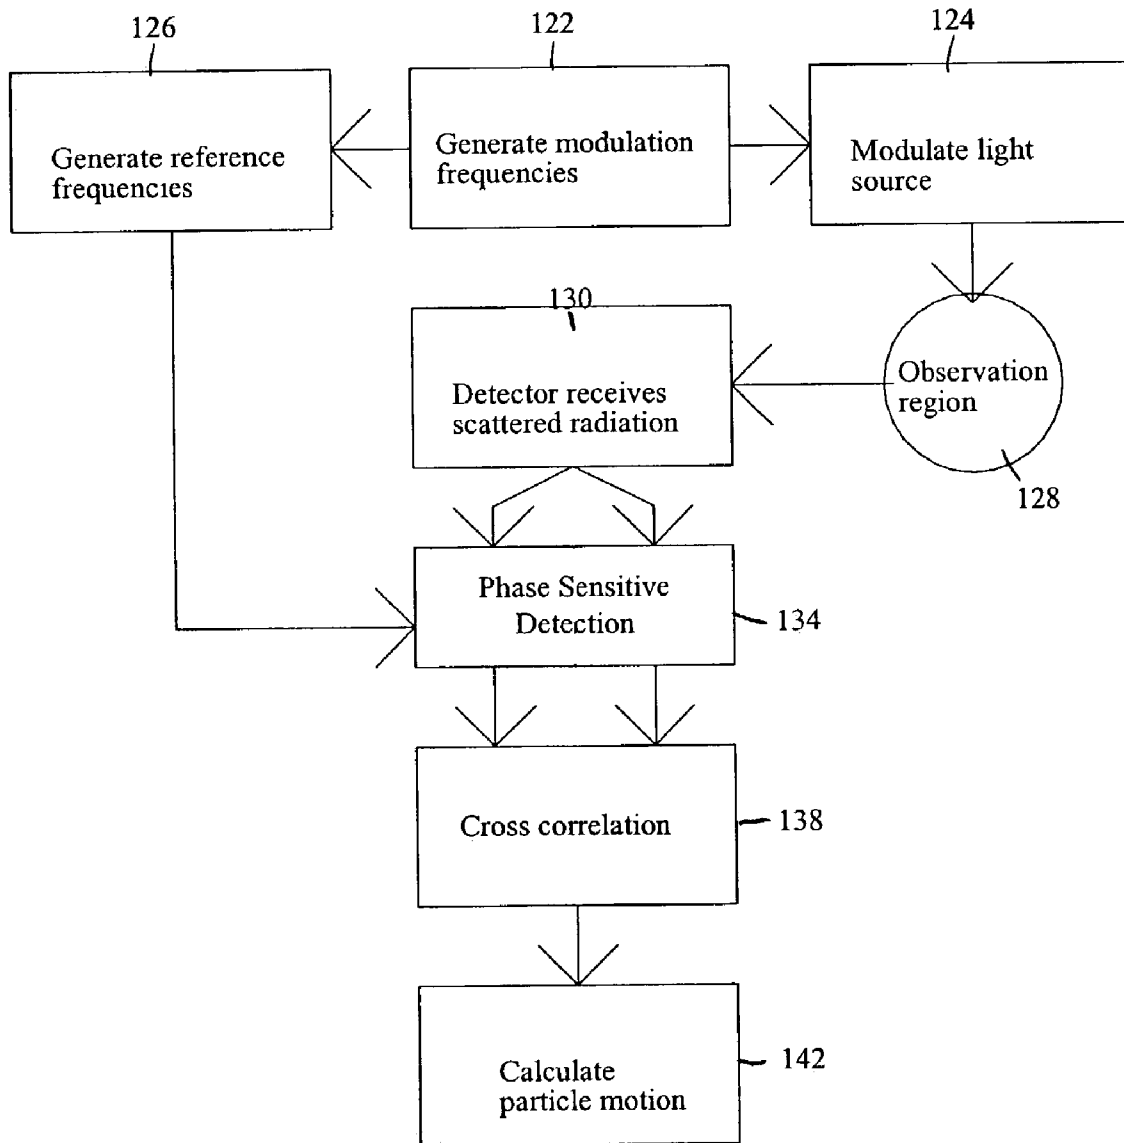 126
122
124
Generate reference
frequencies
Generate modulation
frequencies
Modulate light
source
130
Detector receives
scattered radiation
Observation
region
128
Phase Sensitive
Detection
134
Cross correlation
138
Calculate
particle motion
142